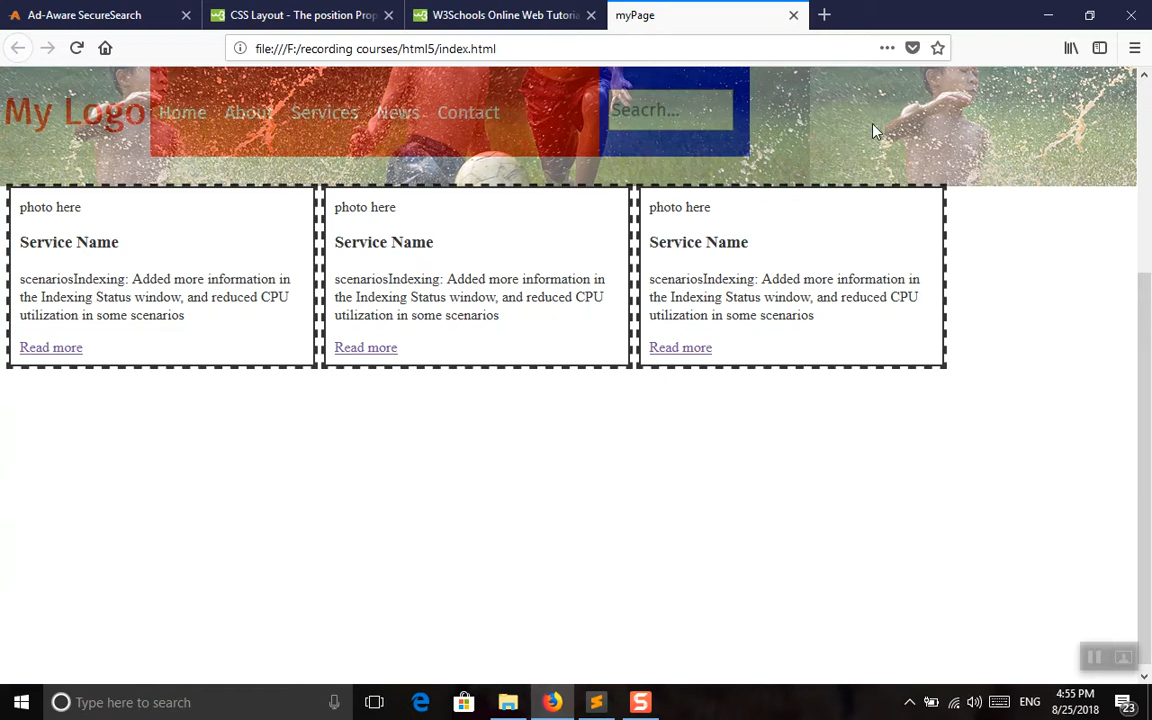 Ad-Aware SecureSearch
CSS Layout - The position Prop
W3Schools Online Web Tutoria
myPage
file:///F:/recording courses/html5/index.html
My Logo
Home About Services News Contact
Seacrh...
photo here
Service Name
scenariosIndexing: Added more information in
the Indexing Status window, and reduced CPU
utilization in some scenarios
Read more
photo here
Service Name
scenariosIndexing: Added more information in
the Indexing Status window, and reduced CPU
utilization in some scenarios
Read more
photo here
Service Name
scenariosIndexing: Added more information in
the Indexing Status window, and reduced CPU
utilization in some scenarios
Read more
Type here to search
ENG
4:55 PM
8/25/2018
23